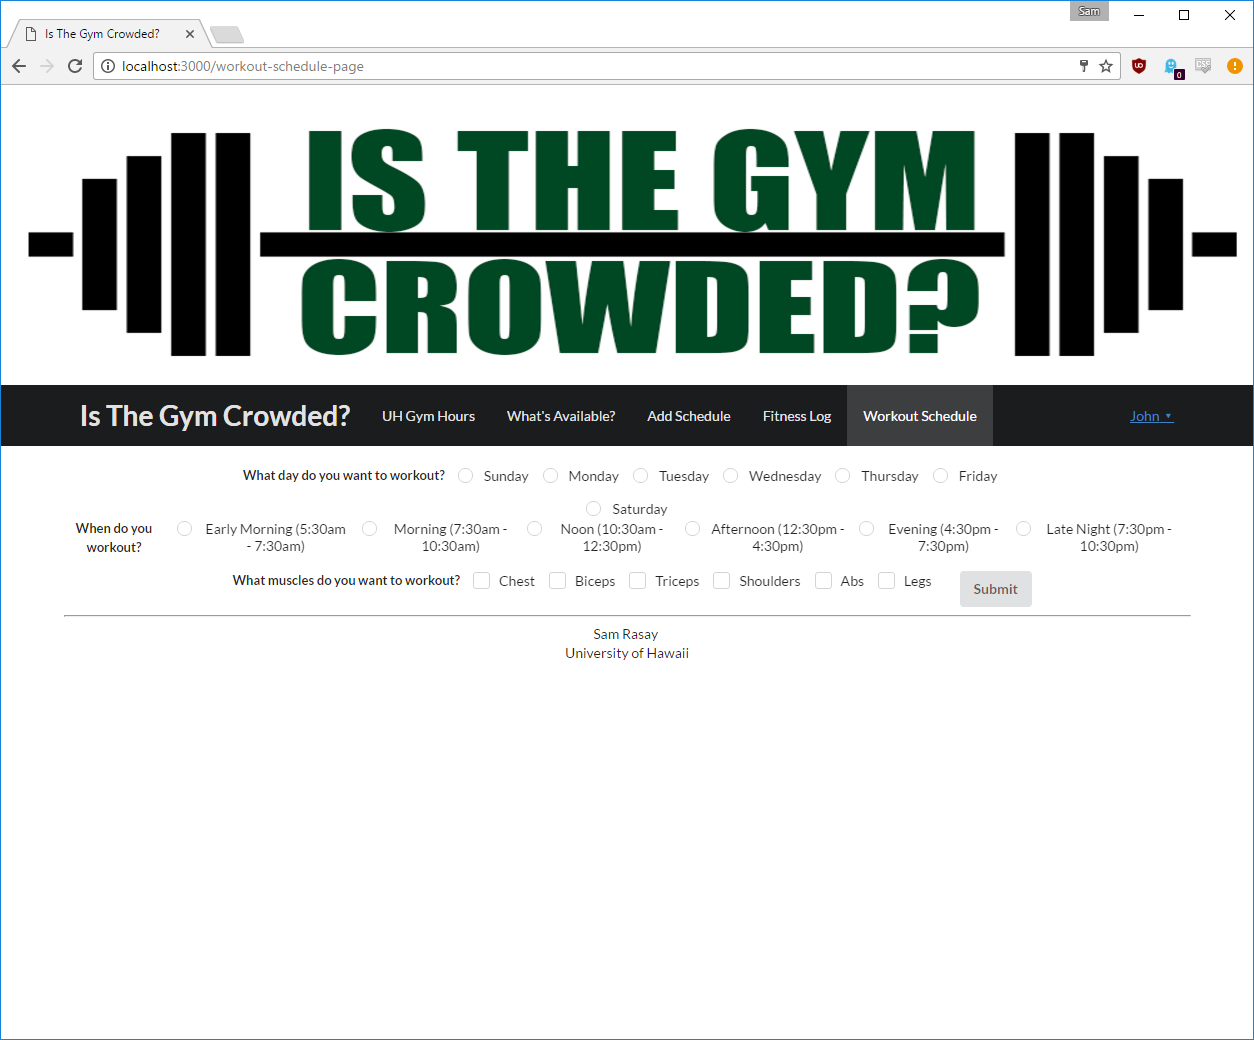 Sam
Is The Gym Crowded?
localhost:3000/workout-schedule-page
0
IS THE GYM
CROWDED?
Is The Gym Crowded? UH Gym Hours What's Available? Add Schedule Fitness Log Workout Schedule John
What day do you want to workout? Sunday Monday Tuesday Wednesday Thursday Friday
Saturday
When do you workout? Early Morning (5:30am - 7:30am) Morning (7:30am - 10:30am) Noon (10:30am - 12:30pm) Afternoon (12:30pm - 4:30pm) Evening (4:30pm - 7:30pm) Late Night (7:30pm - 10:30pm)
What muscles do you want to workout? Chest Biceps Triceps Shoulders Abs Legs Submit
Sam Rasay
University of Hawaii